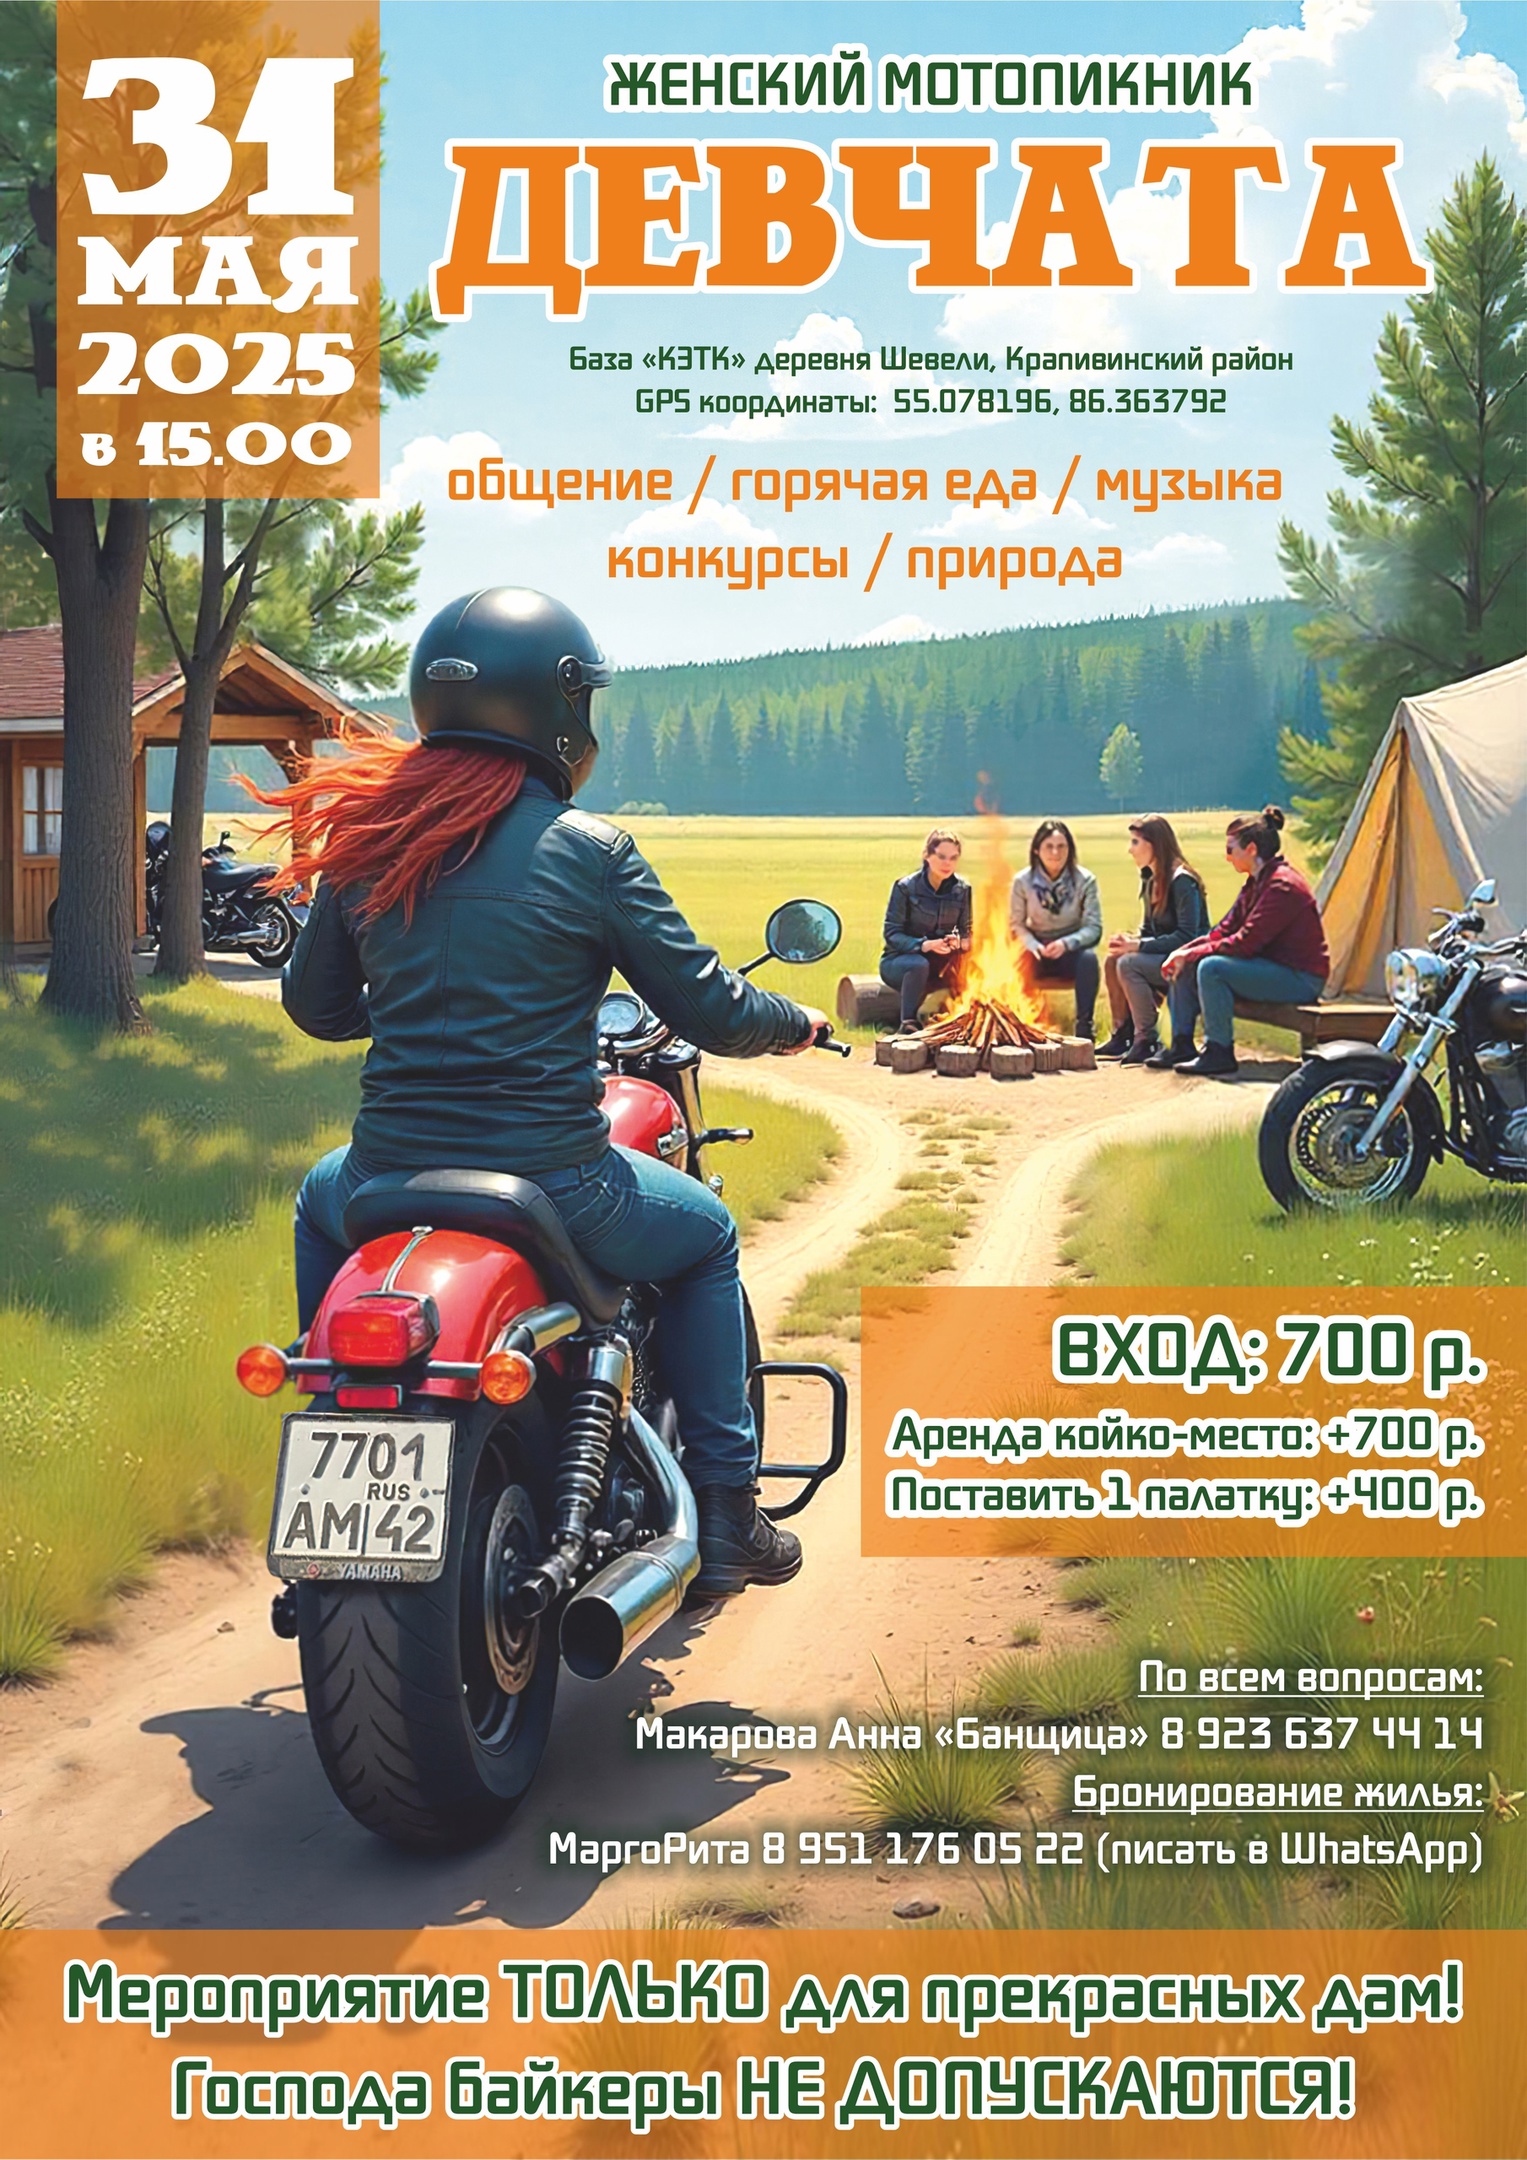 31
МАЯ
2025
в 15.00
ЖЕНСКИЙ МОТОПИКНИК
ДЕВЧАТА
База «КЭТК» деревня Шевели, Крапивинский район
GPS координаты: 55.078196, 86.363792
общение / горячая еда / музыка
конкурсы / природа
7701
RUS
АМ 42
YAMAHA
ВХОД: 700 р.
Аренда койко-место: +700 р.
Поставить 1 палатку: +400 р.
По всем вопросам:
Макарова Анна «Банщица» 8 923 637 44 14
Бронирование жилья:
МаргоРита 8 951 176 05 22 (писать в WhatsApp)
Мероприятие ТОЛЬКО для прекрасных дам!
Господа байкеры НЕ ДОПУСКАЮТСЯ!